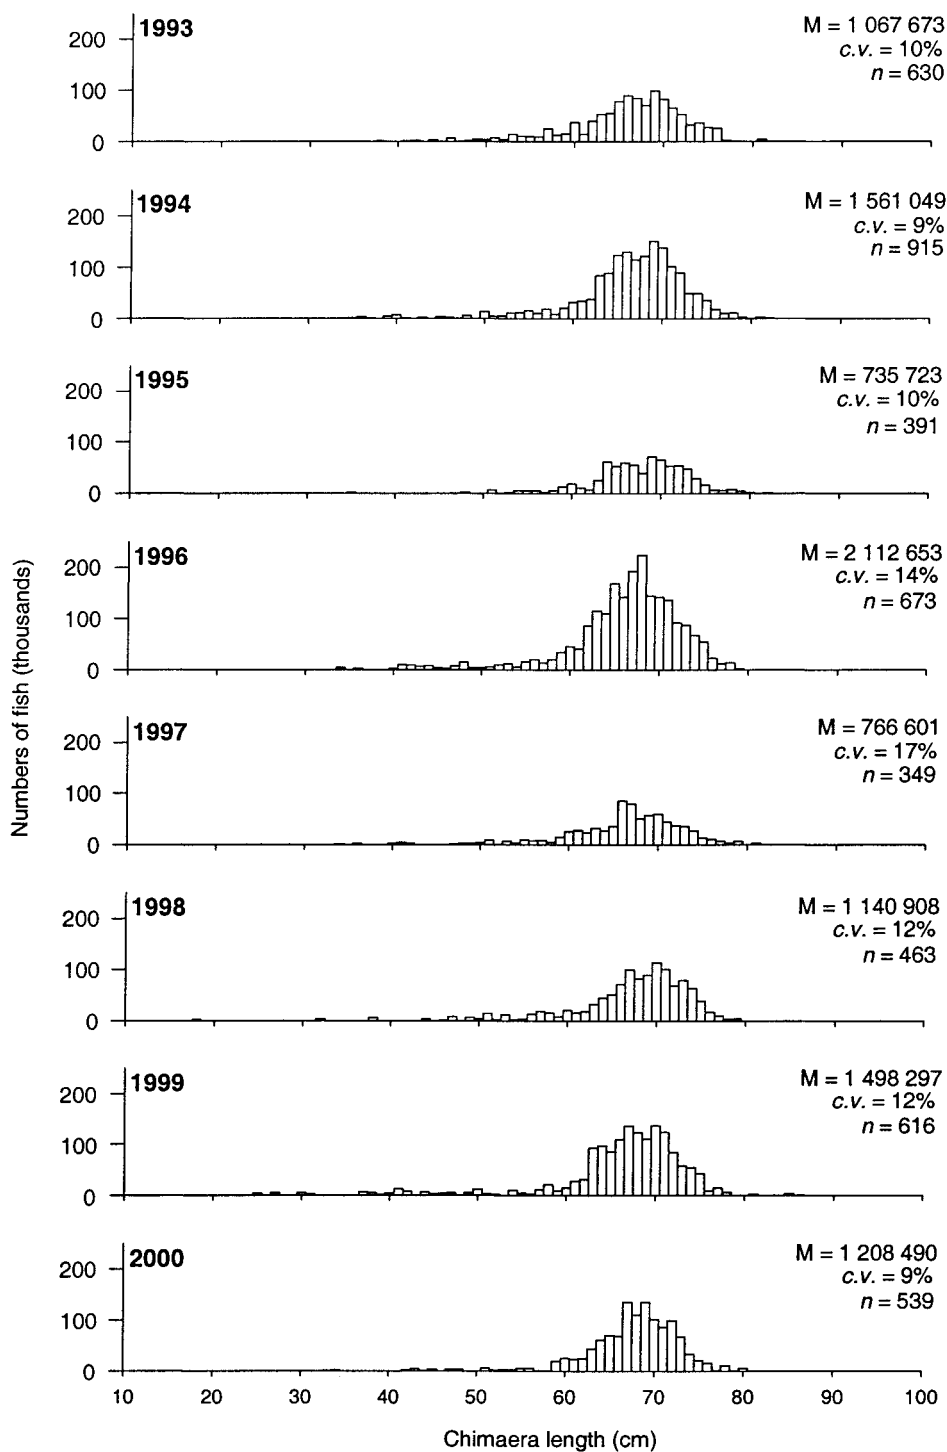 1993
M = 1 067 673
c.v. = 10%
n = 630
200
100
0
1994
M = 1 561 049
c.v. = 9%
n = 915
200
100
0
1995
M = 735 723
c.v. = 10%
n = 391
200
100
0
1996
M = 2 112 653
c.v. = 14%
n = 673
200
100
0
1997
M = 766 601
c.v. = 17%
n = 349
200
100
0
1998
M = 1 140 908
c.v. = 12%
n = 463
200
100
0
1999
M = 1 498 297
c.v. = 12%
n = 616
200
100
0
2000
M = 1 208 490
c.v. = 9%
n = 539
200
100
0
10 20 30 40 50 60 70 80 90 100
Chimaera length (cm)
Numbers of fish (thousands)